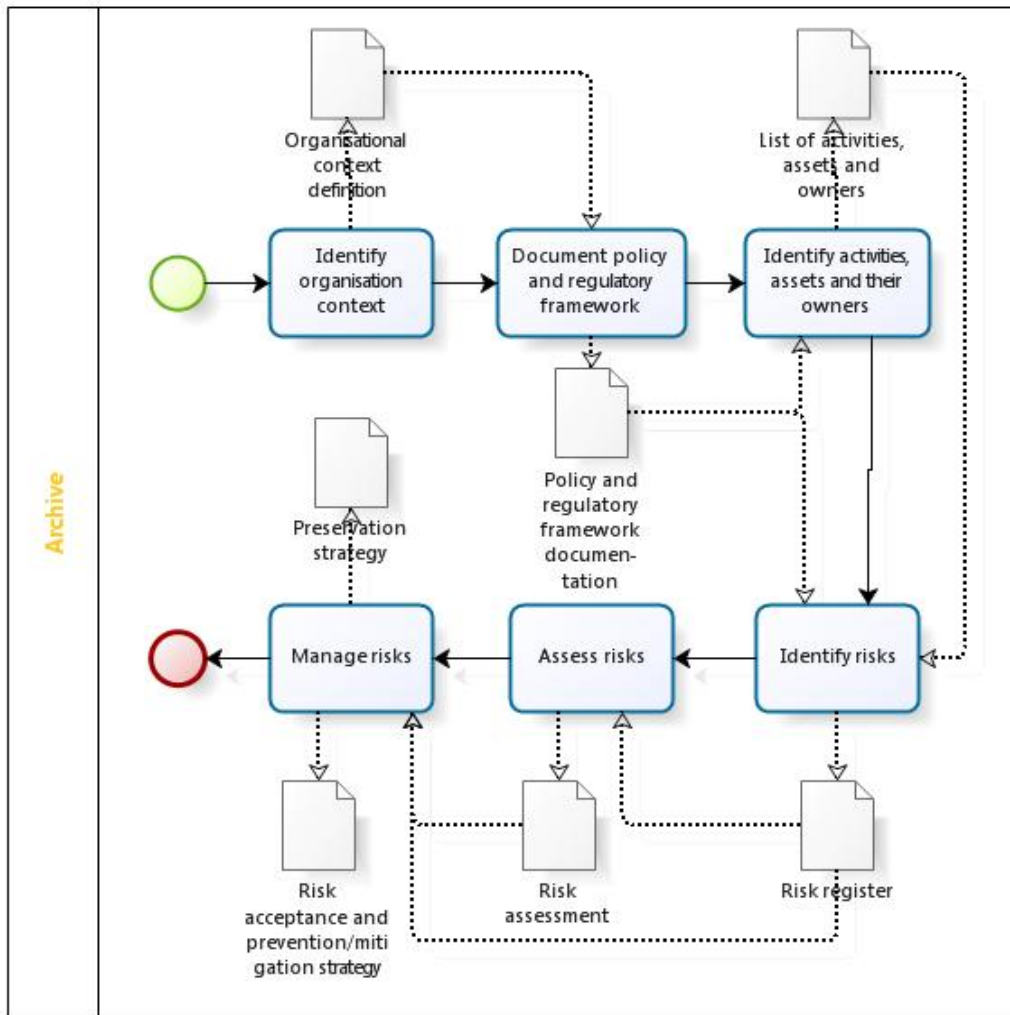 Archive
Organisational
context
definition
List of activities,
assets and
owners
Identify
organisation
context
Document policy
and regulatory
framework
Identify activities,
assets and their
owners
Preservation
strategy
Policy and
regulatory
framework
documen-
tation
Manage risks
Assess risks
Identify risks
Risk
acceptance and
prevention/miti
gation strategy
Risk
assessment
Risk register